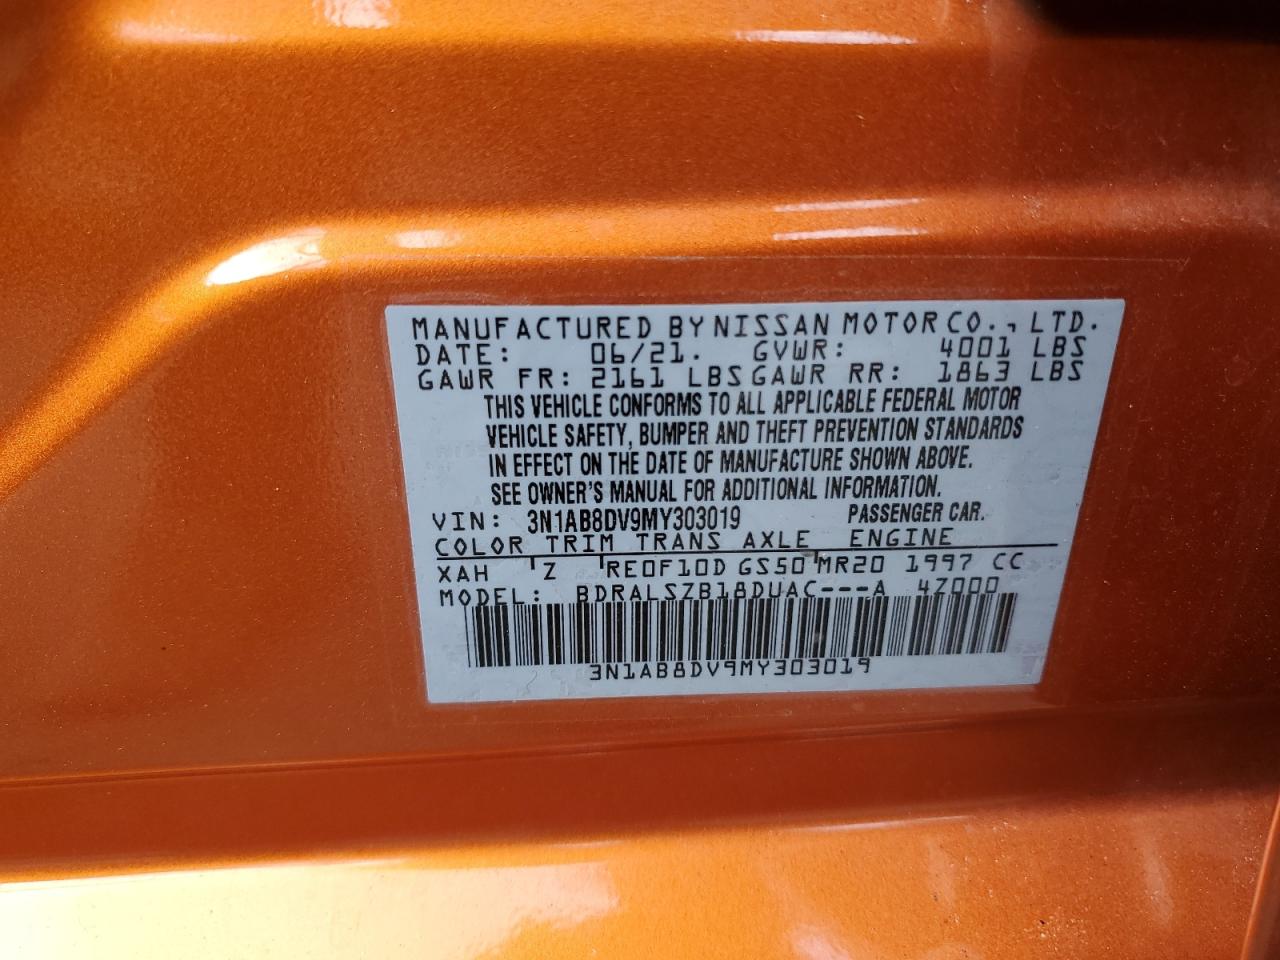 MANUFACTURED BY NISSAN MOTOR CO., LTD.
DATE: 06/21. GVWR: 4001 LBS
GAWR FR: 2161 LBS GAWR RR: 1863 LBS
THIS VEHICLE CONFORMS TO ALL APPLICABLE FEDERAL MOTOR
VEHICLE SAFETY, BUMPER AND THEFT PREVENTION STANDARDS
IN EFFECT ON THE DATE OF MANUFACTURE SHOWN ABOVE.
SEE OWNER'S MANUAL FOR ADDITIONAL INFORMATION.
VIN: 3N1AB8DV9MY303019 PASSENGER CAR.
COLOR TRIM TRANS AXLE ENGINE
XAH Z RE0F10D GS50 MR20 1997 CC
MODEL: BDRALSZB18DUAC---A 4Z000
3N1AB8DV9MY303019